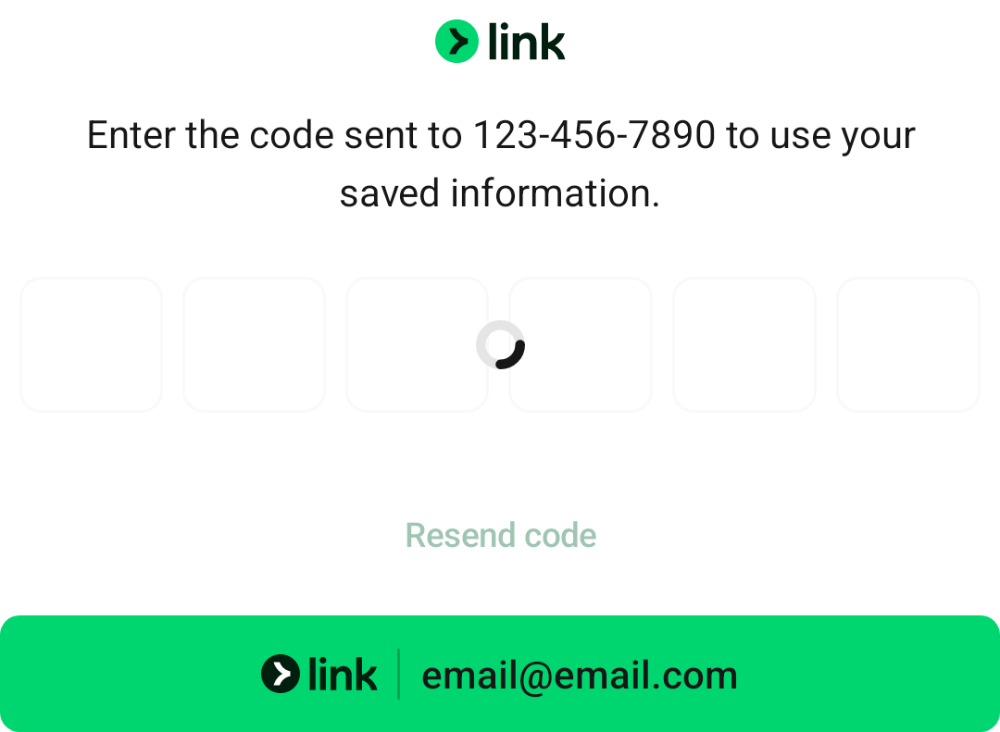 link
Enter the code sent to 123-456-7890 to use your
saved information.
Resend code
link | email@email.com